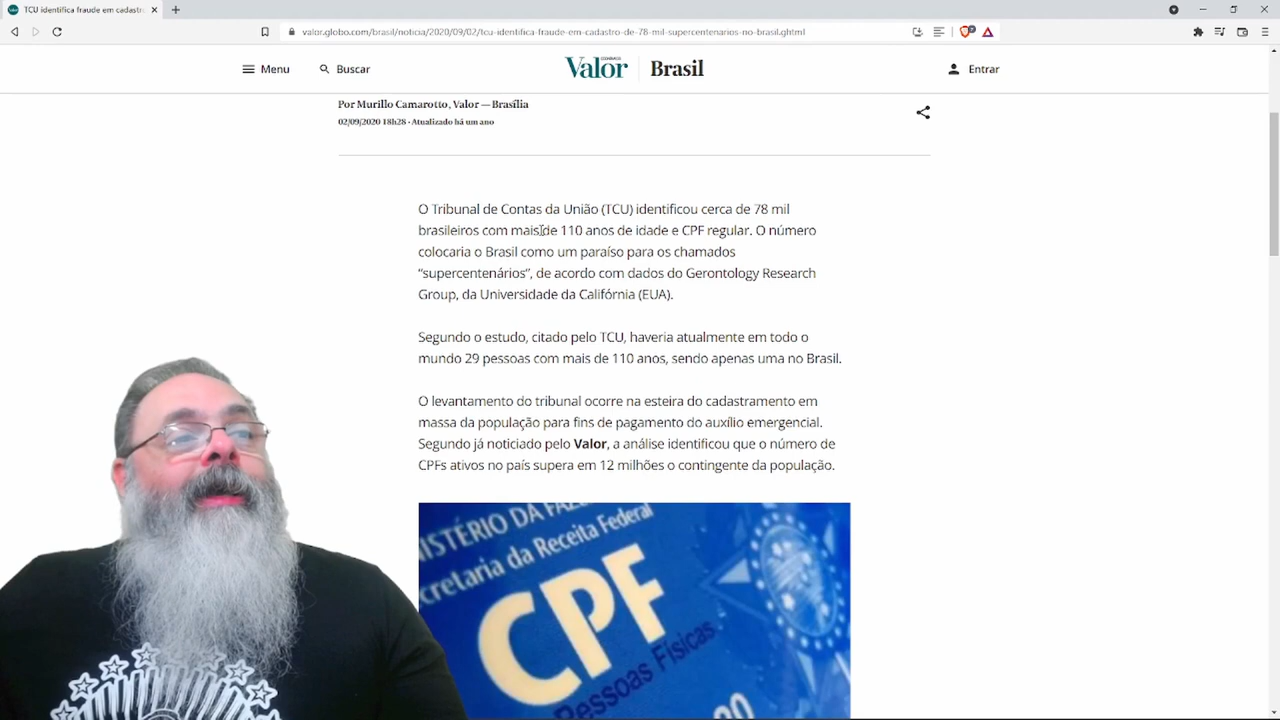 TCU identifica fraude em cadastr
valor.globo.com/brasil/noticia/2020/09/02/tcu-identifica-fraude-em-cadastro-de-78-mil-supercentenarios-no-brasil.ghtml
Menu
Buscar
Valor
Brasil
Entrar
Por Murillo Camarotto, Valor — Brasília
02/09/2020 18h28 · Atualizado há um ano
O Tribunal de Contas da União (TCU) identificou cerca de 78 mil
brasileiros com mais de 110 anos de idade e CPF regular. O número
colocaria o Brasil como um paraíso para os chamados
“supercentenários”, de acordo com dados do Gerontology Research
Group, da Universidade da Califórnia (EUA).
Segundo o estudo, citado pelo TCU, haveria atualmente em todo o
mundo 29 pessoas com mais de 110 anos, sendo apenas uma no Brasil.
O levantamento do tribunal ocorre na esteira do cadastramento em
massa da população para fins de pagamento do auxílio emergencial.
Segundo já noticiado pelo Valor, a análise identificou que o número de
CPFs ativos no país supera em 12 milhões o contingente da população.
NISTÉRIO DA FAZE
cretaria da Receita Federal
CPF
Pessoas Físicas